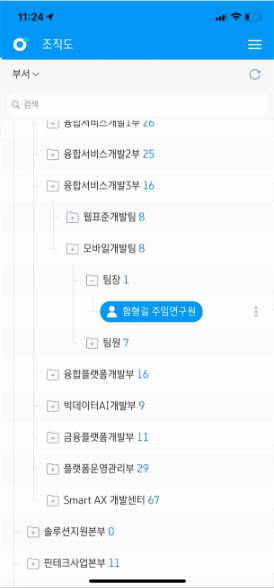 11:24
조직도
부서
검색
융합서비스개발1부 26
융합서비스개발2부 25
융합서비스개발3부 16
웹표준개발팀 8
모바일개발팀 8
팀장 1
함형길 주임연구원
팀원 7
융합플랫폼개발부 16
빅데이터AI개발부 9
금융플랫폼개발부 11
플랫폼운영관리부 29
Smart AX 개발센터 67
솔루션지원본부 0
핀테크사업본부 11